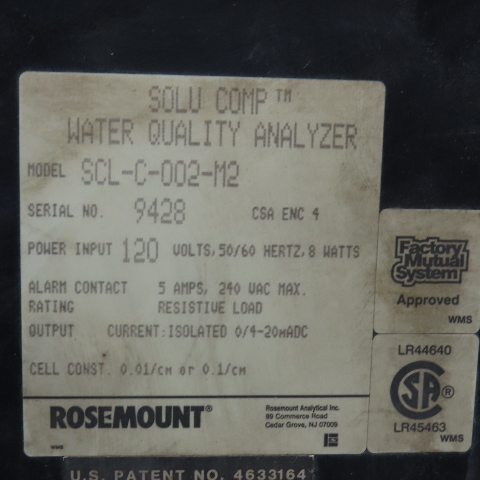 SOLU COMP™
WATER QUALITY ANALYZER
MODEL SCL-C-002-M2
SERIAL NO. 9428 CSA ENC 4
POWER INPUT 120 VOLTS, 50/60 HERTZ, 8 WATTS
ALARM CONTACT 5 AMPS, 240 VAC MAX.
RATING RESISTIVE LOAD
OUTPUT CURRENT: ISOLATED 0/4-20mADC
CELL CONST. 0.01/cm or 0.1/cm
ROSEMOUNT®
Rosemount Analytical Inc.
89 Commerce Road
Cedar Grove, NJ 07009
WMS
Factory
Mutual
System
Approved
WMS
LR44640
CSA®
LR45463
WMS
U.S. PATENT NO. 4633164